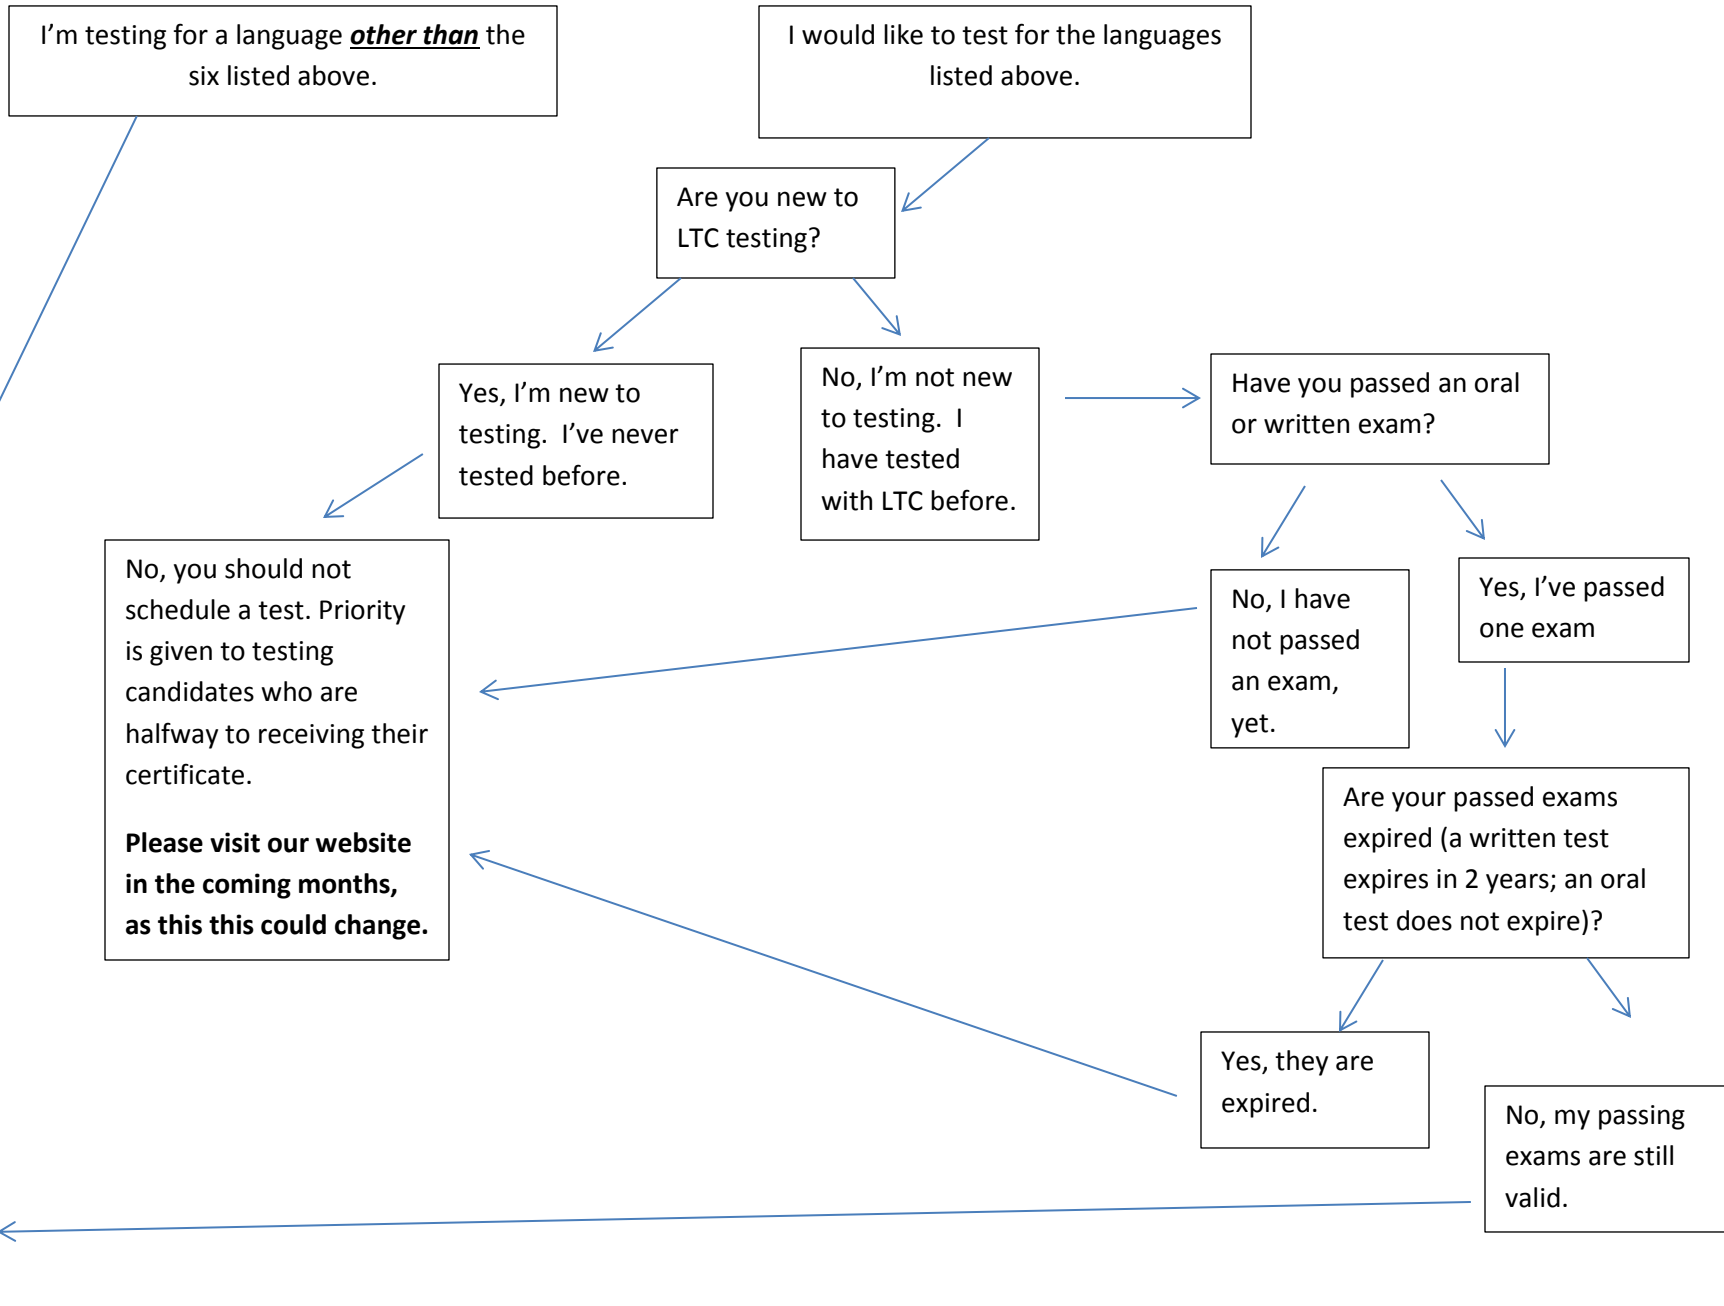 I'm testing for a language other than the
six listed above.
I would like to test for the languages
listed above.
Are you new to
LTC testing?
Yes, I'm new to
testing.  I've never
tested before.
No, I'm not new
to testing.  I
have tested
with LTC before.
Have you passed an oral
or written exam?
No, you should not
schedule a test. Priority
is given to testing
candidates who are
halfway to receiving their
certificate.
Please visit our website
in the coming months,
as this this could change.
No, I have
not passed
an exam,
yet.
Yes, I've passed
one exam
Are your passed exams
expired (a written test
expires in 2 years; an oral
test does not expire)?
Yes, they are
expired.
No, my passing
exams are still
valid.